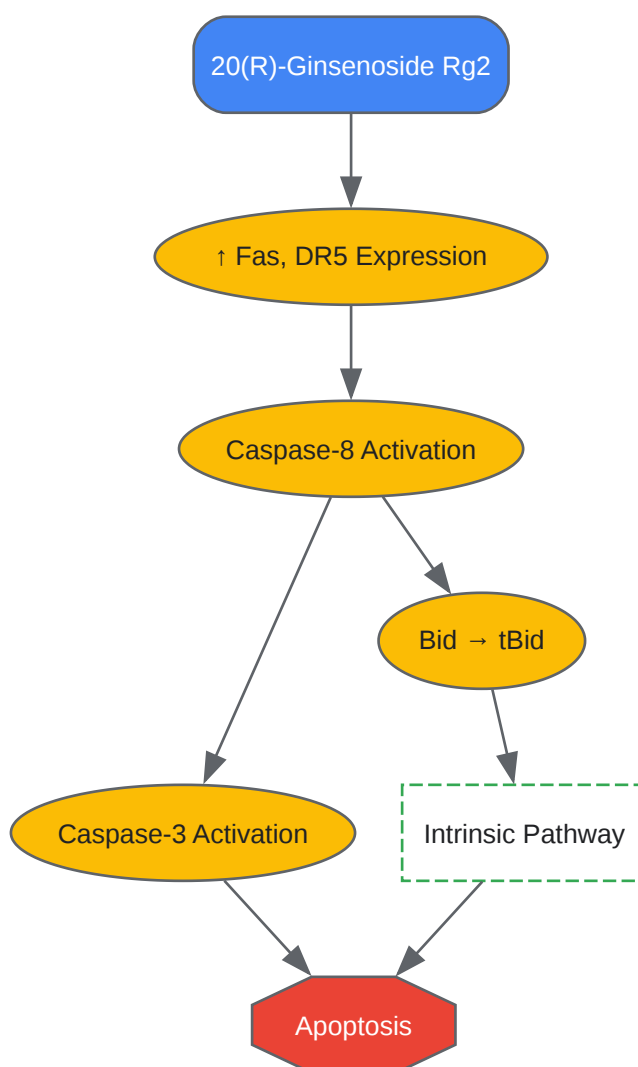 20(R)-Ginsenoside Rg2
↑ Fas, DR5 Expression
Caspase-8 Activation
Bid → tBid
Caspase-3 Activation
Intrinsic Pathway
Apoptosis